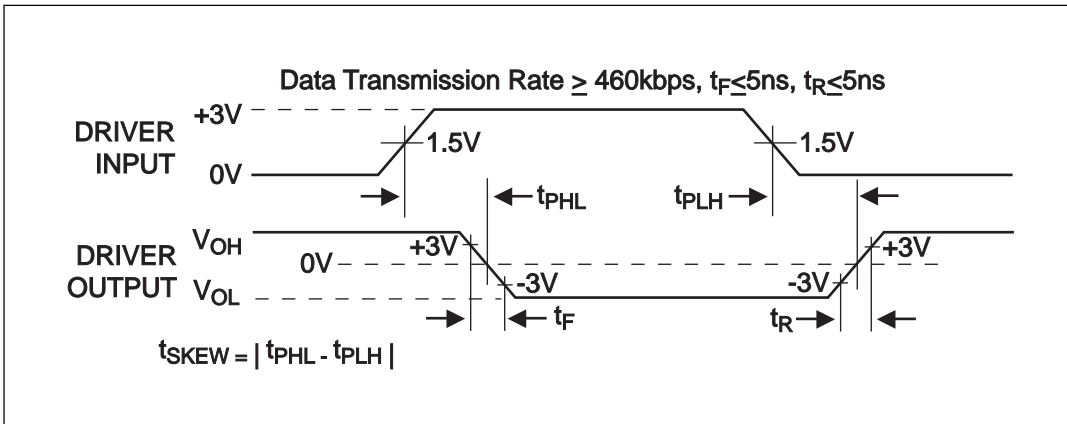 Data Transmission Rate ≥ 460kbps, tF≤5ns, tR≤5ns
+3V
DRIVER INPUT
1.5V
1.5V
0V
tPHL
tPLH
VOH
+3V
+3V
DRIVER OUTPUT
0V
-3V
-3V
VOL
tF
tR
tSKEW = | tPHL - tPLH |